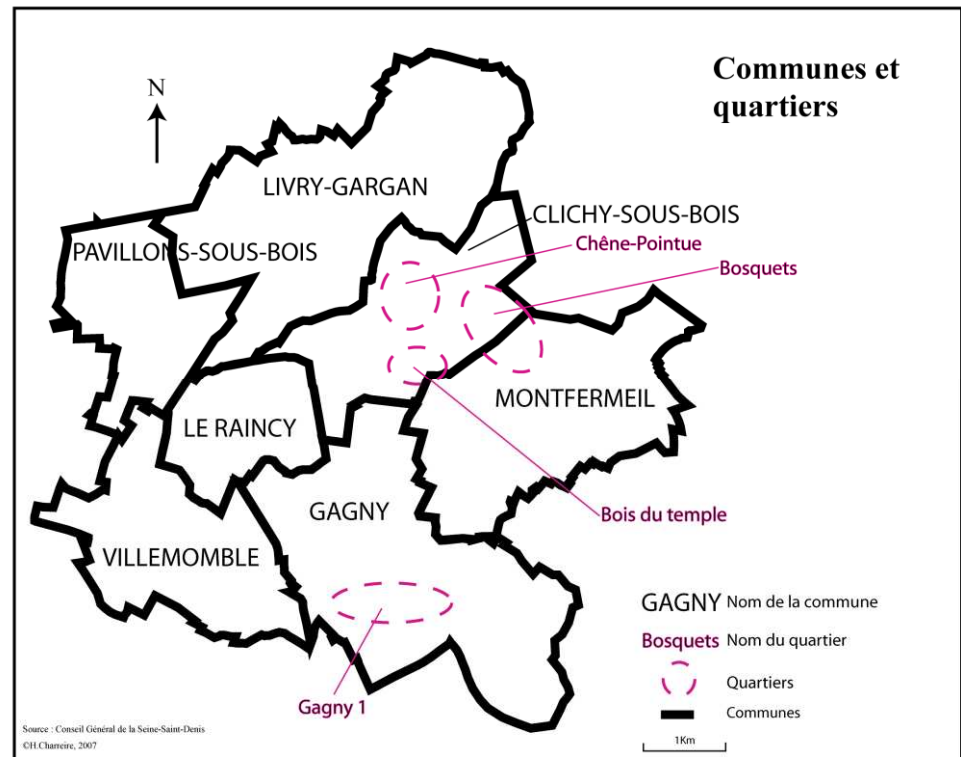 Communes et
quartiers
N
LIVRY-GARGAN
CLICHY-SOUS-BOIS
Chêne-Pointue
PAVILLONS-SOUS-BOIS
Bosquets
MONTFERMEIL
LE RAINCY
GAGNY
Bois du temple
VILLEMOMBLE
Gagny 1
GAGNY Nom de la commune
Bosquets Nom du quartier
Quartiers
Communes
1Km
Source : Conseil Général de la Seine-Saint-Denis
©H.Charreire, 2007